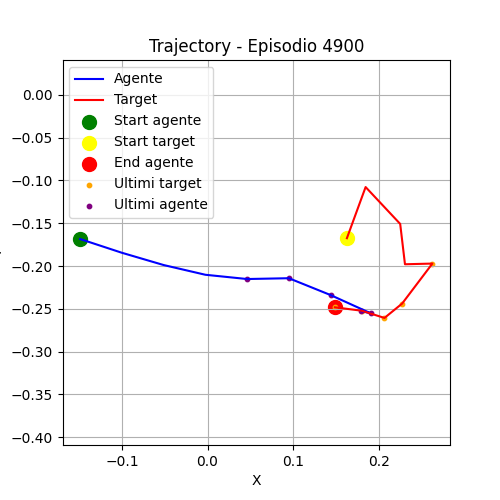 Trajectory - Episodio 4900
Agente
Target
Start agente
Start target
End agente
Ultimi target
Ultimi agente
0.00
−0.05
−0.10
−0.15
−0.20
−0.25
−0.30
−0.35
−0.40
−0.1
0.0
0.1
0.2
X